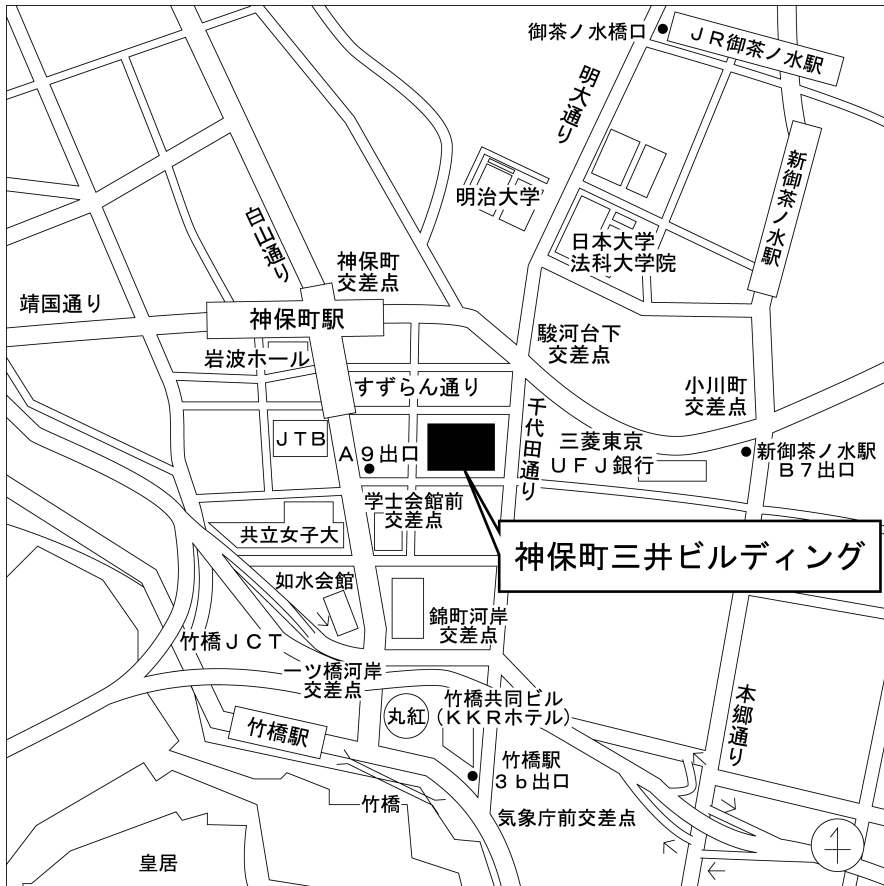 御茶ノ水橋口
ＪＲ御茶ノ水駅
明大通り
新御茶ノ水駅
明治大学
白山通り
日本大学
法科大学院
神保町
交差点
靖国通り
神保町駅
駿河台下
交差点
岩波ホール
すずらん通り
小川町
交差点
千代田通り
ＪＴＢ
Ａ９出口
三菱東京
ＵＦＪ銀行
新御茶ノ水駅
Ｂ７出口
学士会館前
交差点
共立女子大
神保町三井ビルディング
如水会館
錦町河岸
交差点
竹橋ＪＣＴ
一ツ橋河岸
交差点
本郷通り
竹橋共同ビル
(ＫＫＲホテル)
丸紅
竹橋駅
竹橋駅
３ｂ出口
竹橋
気象庁前交差点
皇居